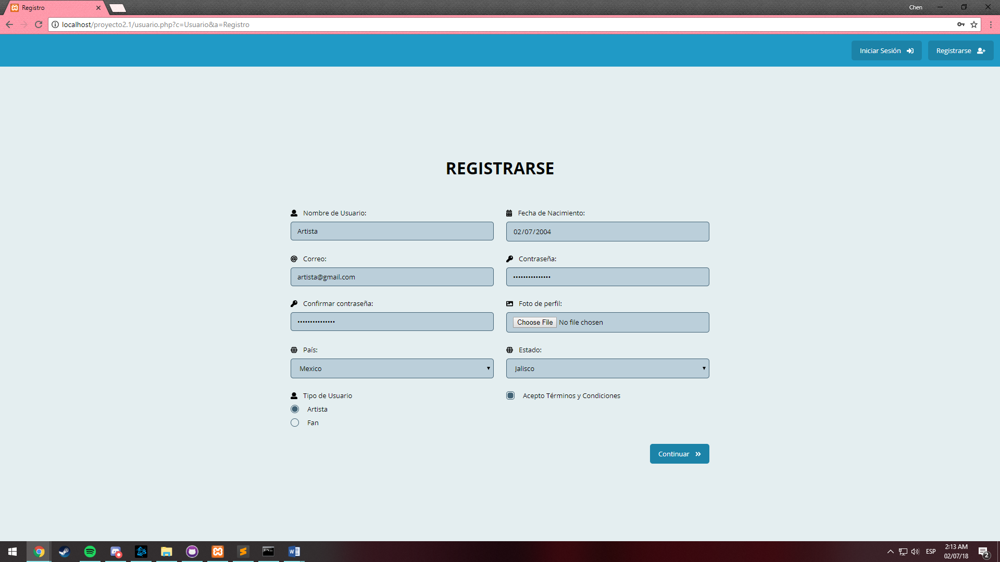 Registro
Chen
localhost/proyecto2.1/usuario.php?c=Usuario&a=Registro
Iniciar Sesión
Registrarse
REGISTRARSE
Nombre de Usuario:
Fecha de Nacimiento:
Artista
02/07/2004
Correo:
Contraseña:
artista@gmail.com
•••••••••••••••
Confirmar contraseña:
Foto de perfil:
•••••••••••••••
Choose File No file chosen
País:
Estado:
Mexico
Jalisco
Tipo de Usuario
Acepto Términos y Condiciones
Artista
Fan
Continuar
ESP
2:13 AM
02/07/18
2